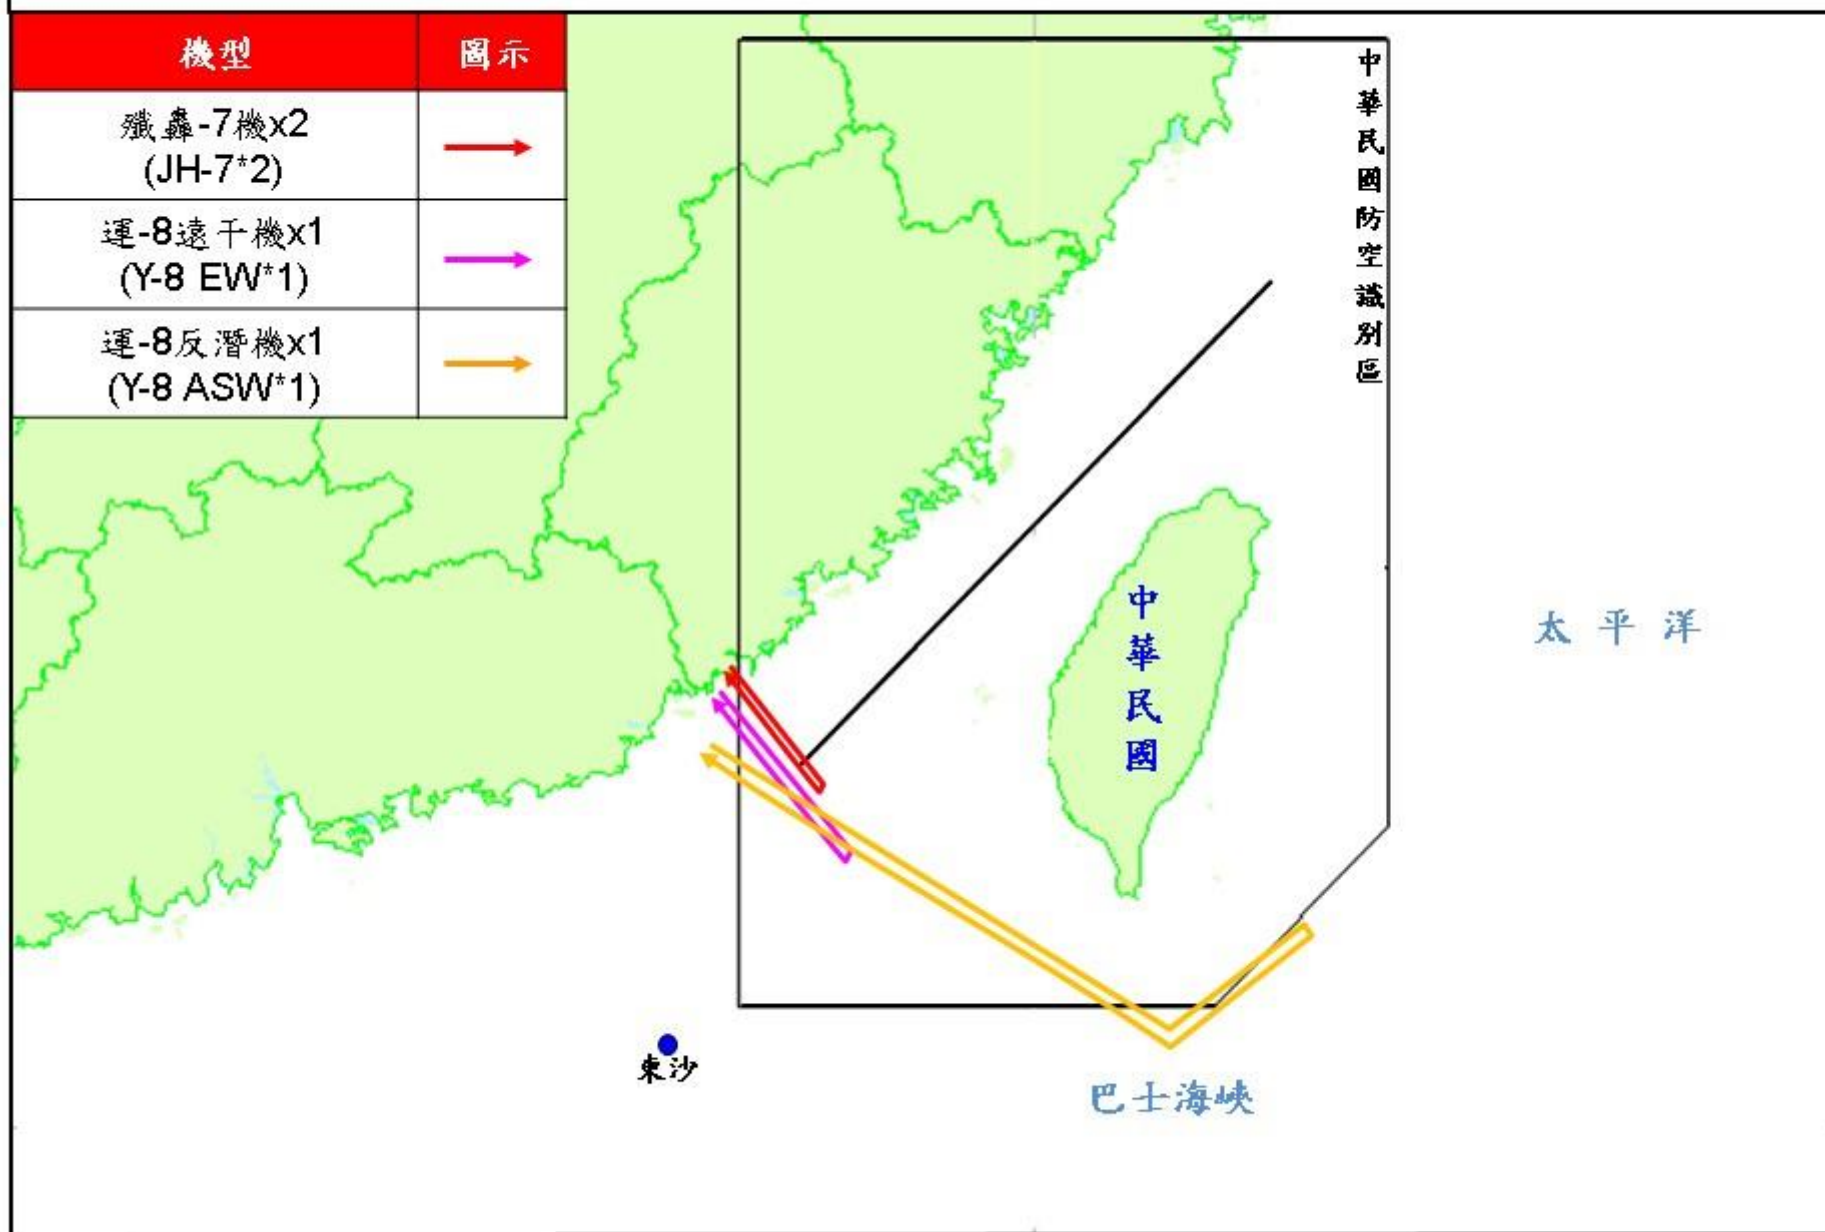 機型 圖示
殲轟-7機x2
(JH-7*2)
運-8遠干機x1
(Y-8 EW*1)
運-8反潛機x1
(Y-8 ASW*1)
中華民國防空識別區
中華民國
太平洋
東沙
巴士海峽